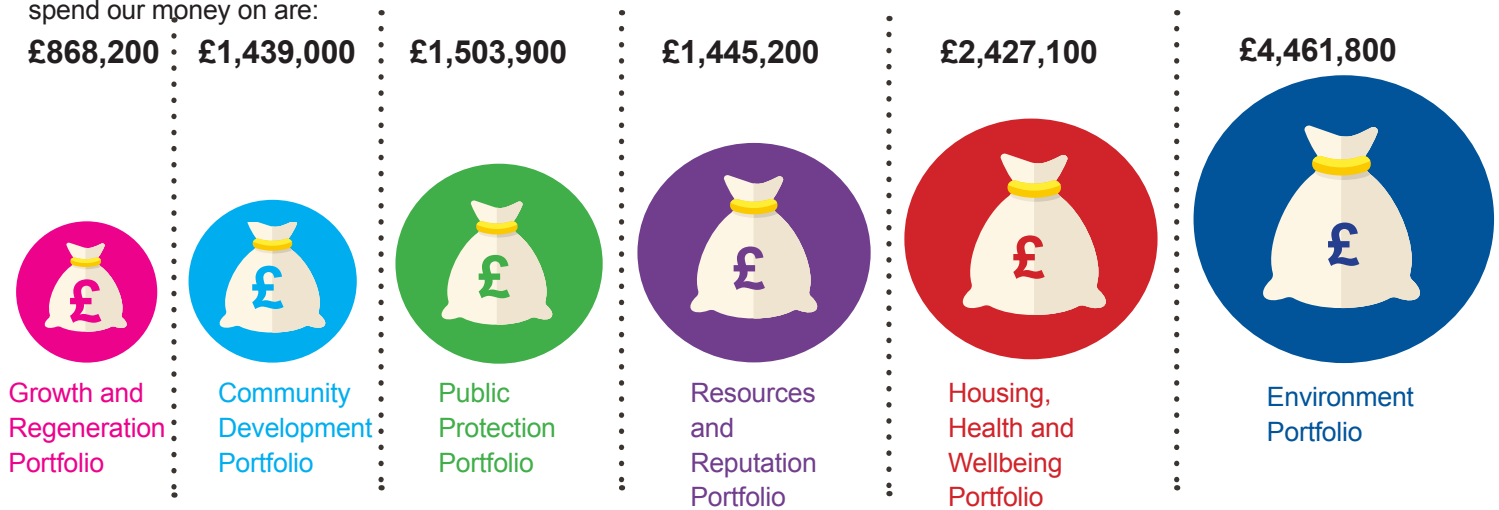 spend our money on are:
£868,200
£1,439,000
£1,503,900
£1,445,200
£2,427,100
£4,461,800
£
£
£
£
£
£
Growth and
Regeneration
Portfolio
Community
Development
Portfolio
Public
Protection
Portfolio
Resources
and
Reputation
Portfolio
Housing,
Health and
Wellbeing
Portfolio
Environment
Portfolio